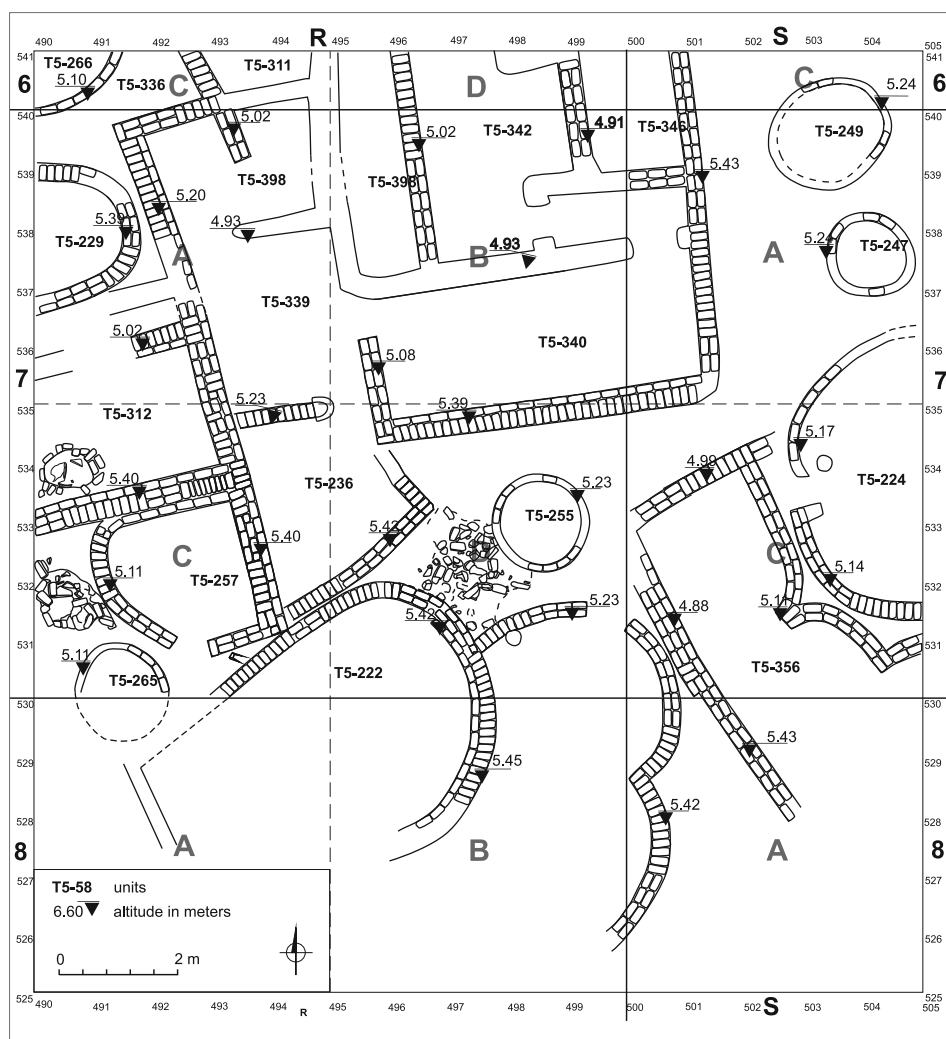 490 491 492 493 494 R 495 496 497 498 499 500 501 S 502 503 504 505
541 T5-266 T5-311 541
6 5.10 T5-336 C D C 5.24 6
540 5.02 5.02 T5-342 4.91 T5-346 T5-249 540
539 T5-398 T5-398 5.43 539
5.20
5.39 4.93
538 T5-229 A 4.93 B A 5.24 T5-247 538
537 T5-339 537
5.02 T5-340
536 5.08 536
7 7
535 T5-312 5.23 5.39 535
5.17
534 5.40 T5-236 4.99 T5-224 534
5.23
533 5.40 5.42 T5-255 533
C C
532 5.11 T5-257 5.14 532
5.42 5.23 4.88 5.11
531 5.11 T5-222 T5-356 531
T5-265
530 530
529 5.45 5.43 529
528 5.42 528
8 A B A 8
527 T5-58 units 527
6.60 altitude in meters
526 526
0 2 m
525 525
490 491 492 493 494 R 495 496 497 498 499 500 501 502 S 503 504 505